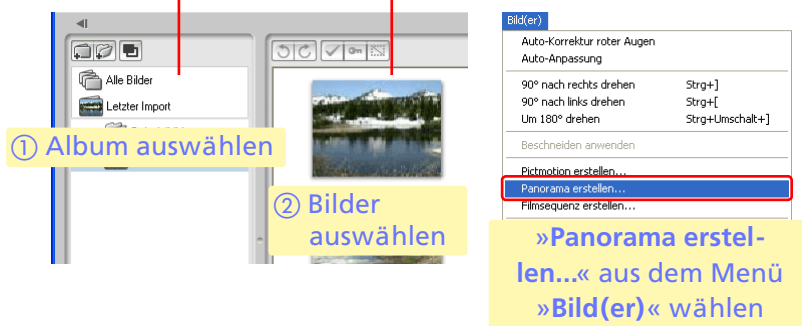 Alle Bilder
Letzter Import
① Album auswählen
② Bilder
auswählen
Bild(er)
Auto-Korrektur roter Augen
Auto-Anpassung
90° nach rechts drehen Strg+]
90° nach links drehen Strg+[
Um 180° drehen Strg+Umschalt+]
Beschneiden anwenden
Pictmotion erstellen...
Panorama erstellen...
Filmsequenz erstellen...
»Panorama erstel-
len...« aus dem Menü
»Bild(er)« wählen